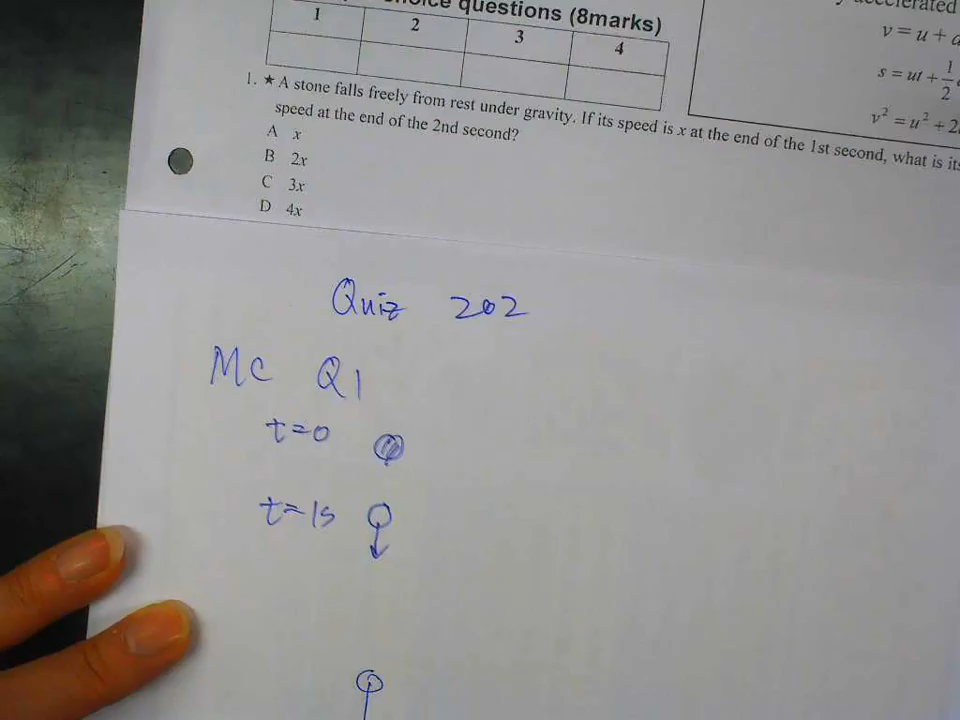 questions (8marks)
1 2 3 4
accelerated
v = u +
s = ut + 1/2
v² = u² + 2
1. ★ A stone falls freely from rest under gravity. If its speed is x at the end of the 1st second, what is its
speed at the end of the 2nd second?
A x
B 2x
C 3x
D 4x
Quiz 202
MC Q1
t=0
t=1s